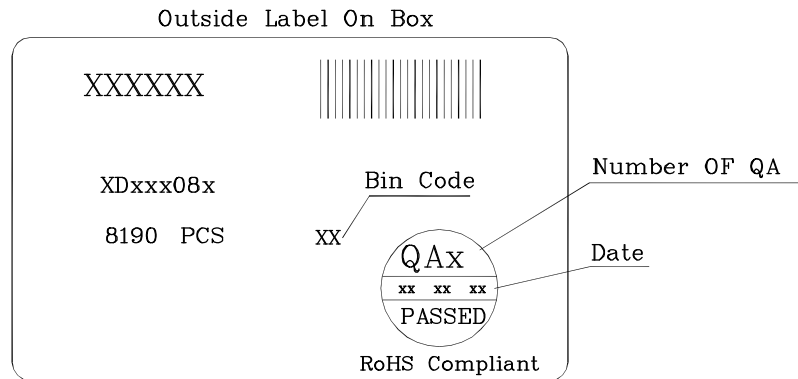 Outside Label On Box
XXXXXX
XDxxx08x
Bin Code
Number OF QA
8190 PCS
XX
QAx
Date
xx xx xx
PASSED
RoHS Compliant